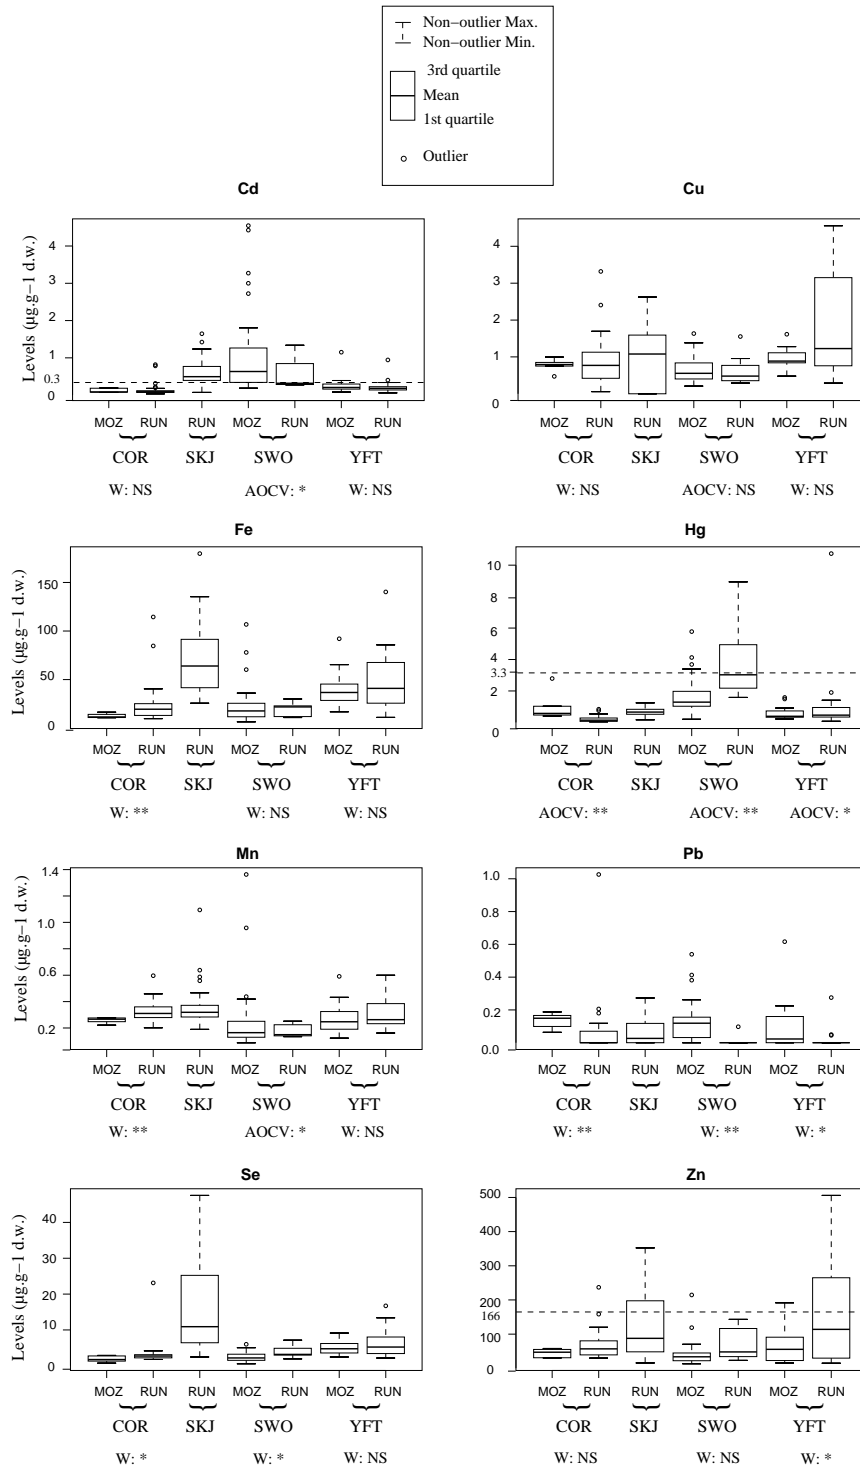 Non−outlier Max.
Non−outlier Min.
3rd quartile
Mean
1st quartile
Outlier
Cd
Levels (µg.g−1 d.w.)
4
3
2
1
0.3
0
MOZ RUN RUN MOZ RUN MOZ RUN
COR SKJ SWO YFT
W: NS AOCV: * W: NS
Cu
4
3
2
1
0
MOZ RUN RUN MOZ RUN MOZ RUN
COR SKJ SWO YFT
W: NS AOCV: NS W: NS
Fe
Levels (µg.g−1 d.w.)
150
100
50
0
MOZ RUN RUN MOZ RUN MOZ RUN
COR SKJ SWO YFT
W: ** W: NS W: NS
Hg
10
8
6
4
3.3
2
0
MOZ RUN RUN MOZ RUN MOZ RUN
COR SKJ SWO YFT
AOCV: ** AOCV: ** AOCV: *
Mn
Levels (µg.g−1 d.w.)
1.4
1.0
0.6
0.2
MOZ RUN RUN MOZ RUN MOZ RUN
COR SKJ SWO YFT
W: ** AOCV: * W: NS
Pb
1.0
0.8
0.6
0.4
0.2
0.0
MOZ RUN RUN MOZ RUN MOZ RUN
COR SKJ SWO YFT
W: ** W: ** W: *
Se
Levels (µg.g−1 d.w.)
40
30
20
10
0
MOZ RUN RUN MOZ RUN MOZ RUN
COR SKJ SWO YFT
W: * W: * W: NS
Zn
500
400
300
200
166
100
0
MOZ RUN RUN MOZ RUN MOZ RUN
COR SKJ SWO YFT
W: NS W: NS W: *